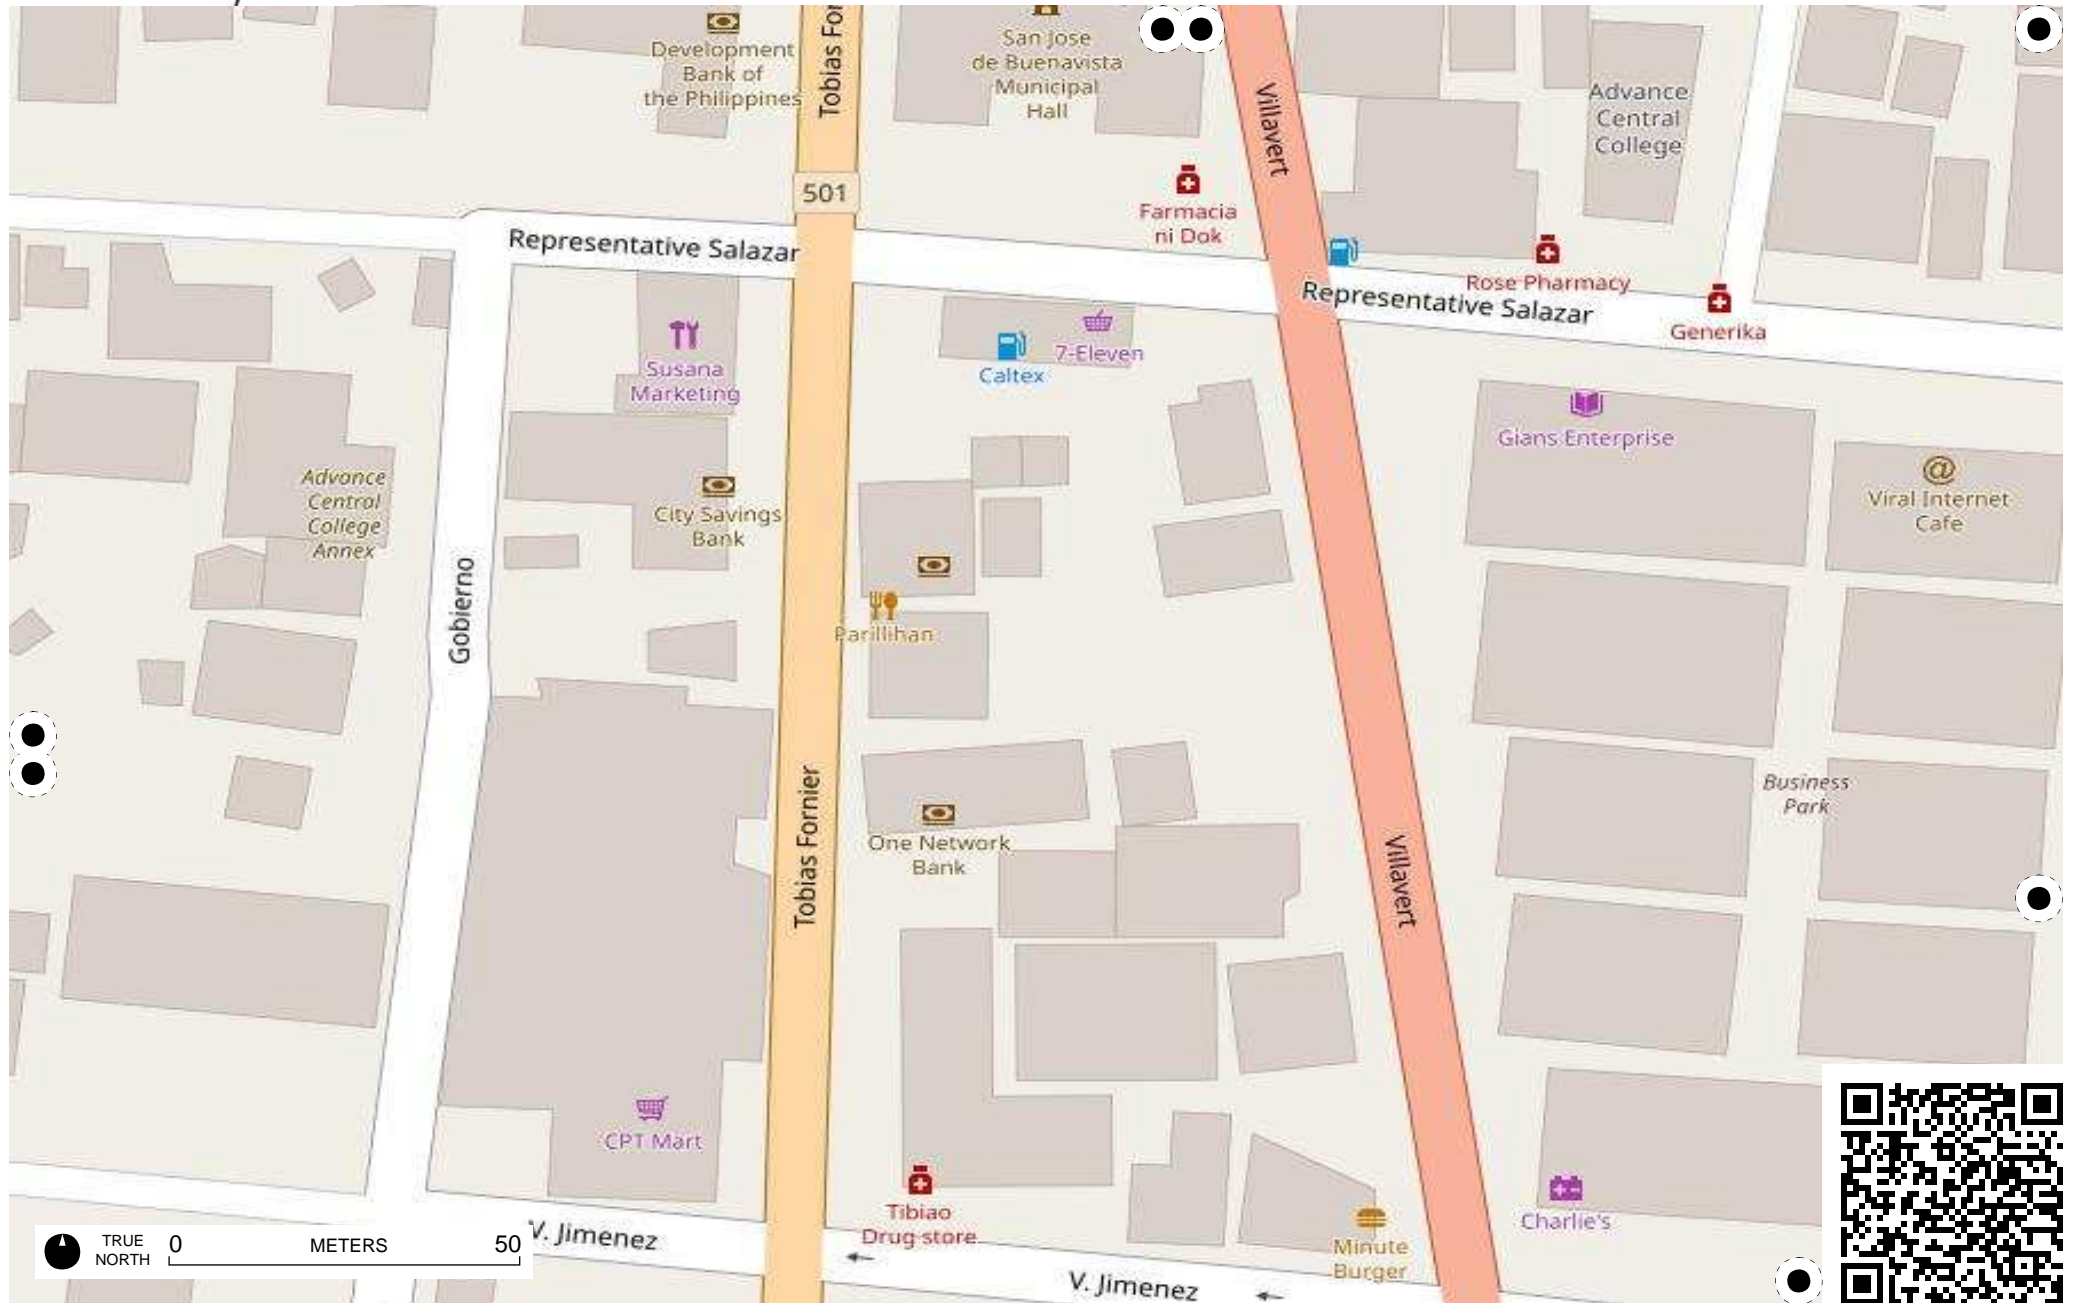 Development
Bank of
the Philippines
Tobias For
San Jose
de Buenavista
Municipal
Hall
Villavert
Advance
Central
College
501
Farmacia
ni Dok
Representative Salazar
Rose Pharmacy
Representative Salazar
Generika
Susana
Marketing
Caltex
7-Eleven
Gians Enterprise
Advance
Central
College
Annex
City Savings
Bank
@
Viral Internet
Cafe
Gobierno
Parillihan
Tobias Fornier
One Network
Bank
Villavert
Business
Park
CPT Mart
Tibiao
Drug store
Charlie's
Minute
Burger
V. Jimenez
V. Jimenez
TRUE
NORTH
0 METERS 50